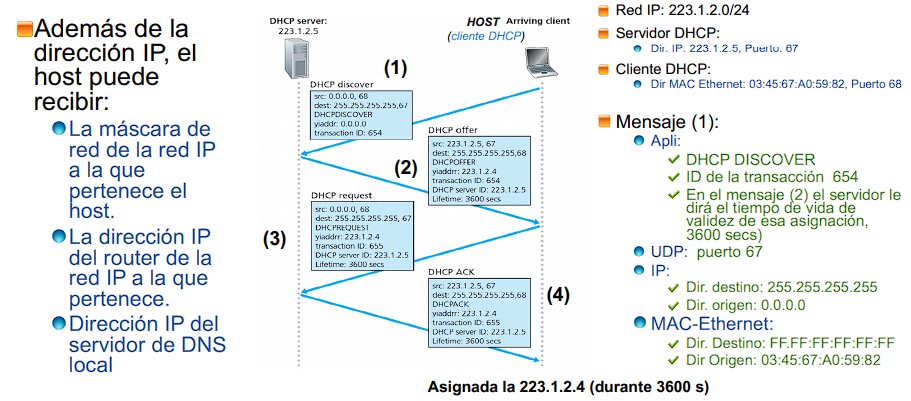 Además de la
dirección IP, el
host puede
recibir:
La máscara de
red de la red IP
a la que
pertenece el
host.
La dirección IP
del router de la
red IP a la que
pertenece.
Dirección IP del
servidor de DNS
local
DHCP server:
223.1.2.5
HOST Arriving client
(cliente DHCP)
(1)
DHCP discover
src: 0.0.0.0, 68
dest: 255.255.255.255,67
DHCPDISCOVER
yiaddr: 0.0.0.0
transaction ID: 654
(2)
DHCP offer
src: 223.1.2.5, 67
dest: 255.255.255.255,68
DHCPOFFER
yiaddrr: 223.1.2.4
transaction ID: 654
DHCP server ID: 223.1.2.5
Lifetime: 3600 secs
(3)
DHCP request
src: 0.0.0.0, 68
dest: 255.255.255.255, 67
DHCPREQUEST
yiaddrr: 223.1.2.4
transaction ID: 655
DHCP server ID: 223.1.2.5
Lifetime: 3600 secs
(4)
DHCP ACK
src: 223.1.2.5, 67
dest: 255.255.255.255,68
DHCPACK
yiaddrr: 223.1.2.4
transaction ID: 655
DHCP server ID: 223.1.2.5
Lifetime: 3600 secs
Asignada la 223.1.2.4 (durante 3600 s)
Red IP: 223.1.2.0/24
Servidor DHCP:
Dir. IP. 223.1.2.5, Puerto. 67
Cliente DHCP:
Dir MAC Ethernet: 03:45:67:A0:59:82, Puerto 68
Mensaje (1):
Apli:
DHCP DISCOVER
ID de la transacción 654
En el mensaje (2) el servidor le
dirá el tiempo de vida de
validez de esa asignación,
3600 secs)
UDP: puerto 67
IP:
Dir. destino: 255.255.255.255
Dir. origen: 0.0.0.0
MAC-Ethernet:
Dir. Destino: FF.FF:FF:FF:FF:FF
Dir Origen: 03:45:67:A0:59:82